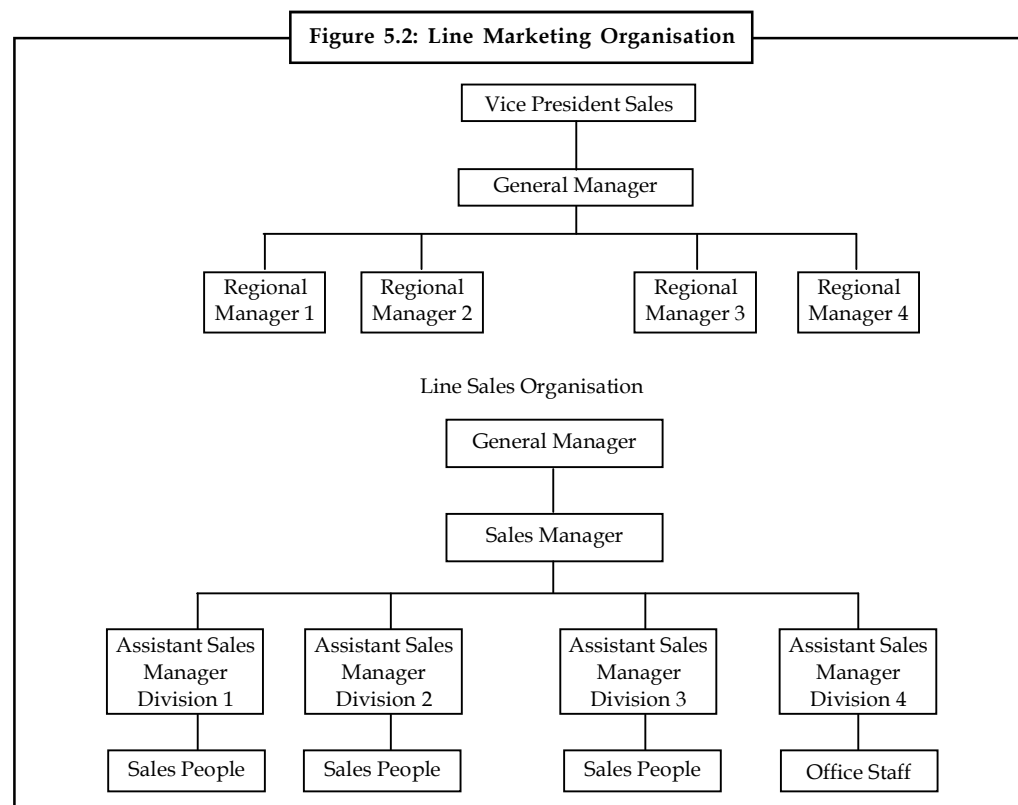 Figure 5.2: Line Marketing Organisation
Vice President Sales
General Manager
Regional
Manager 1
Regional
Manager 2
Regional
Manager 3
Regional
Manager 4
Line Sales Organisation
General Manager
Sales Manager
Assistant Sales
Manager
Division 1
Assistant Sales
Manager
Division 2
Assistant Sales
Manager
Division 3
Assistant Sales
Manager
Division 4
Sales People
Sales People
Sales People
Office Staff